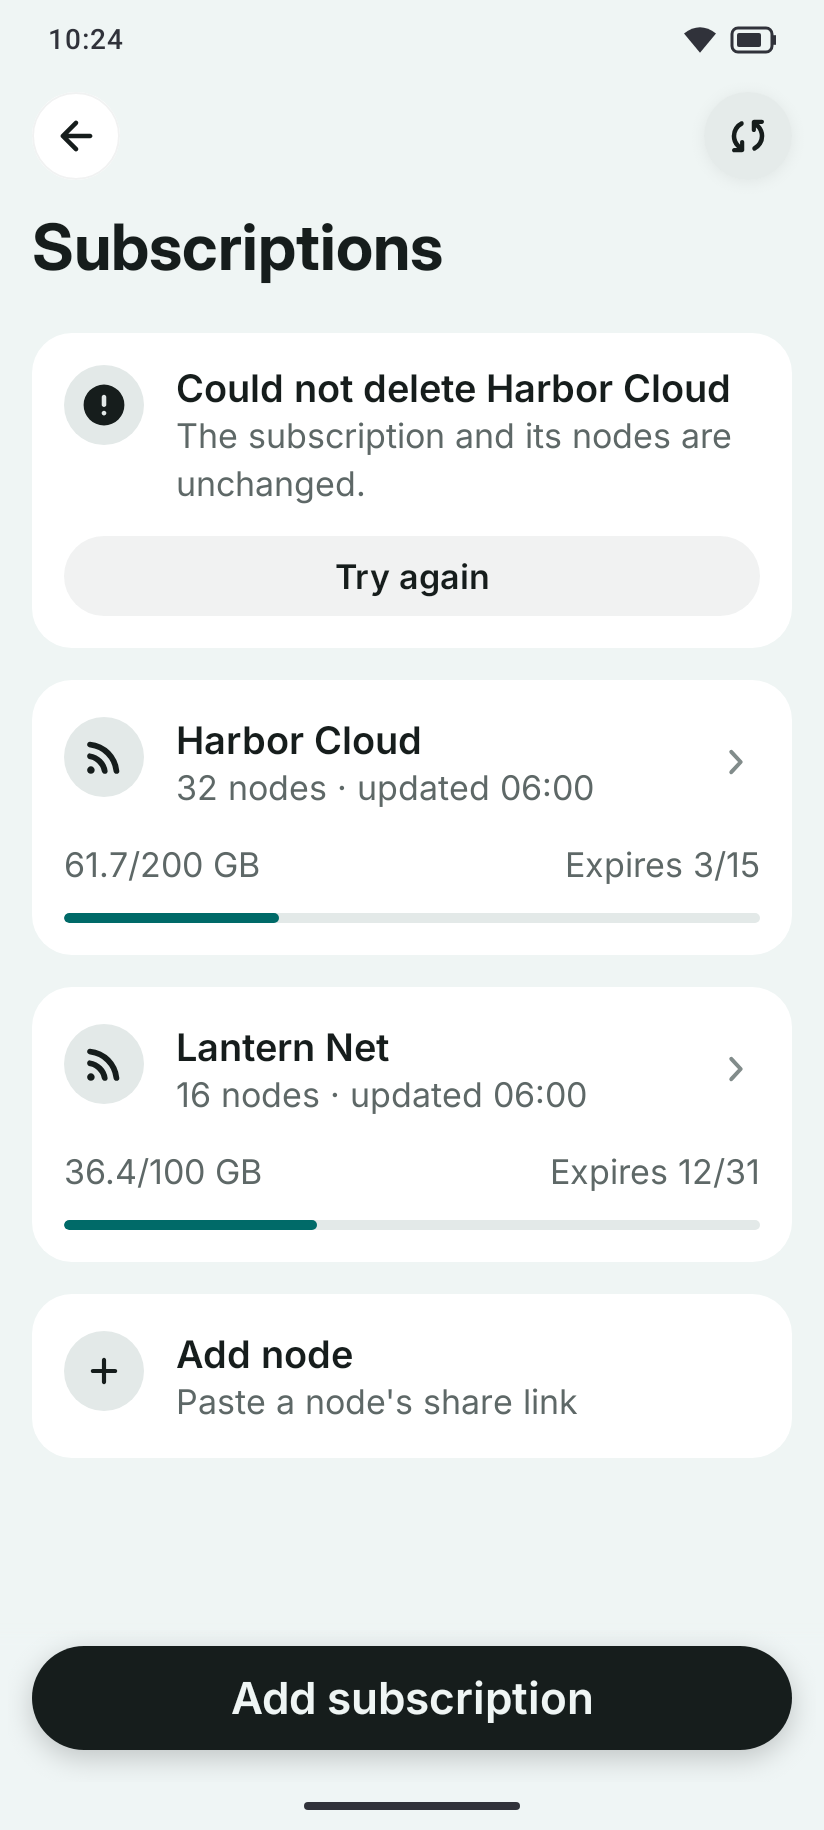 10:24
Subscriptions
Could not delete Harbor Cloud
The subscription and its nodes are
unchanged.
Try again
Harbor Cloud
32 nodes · updated 06:00
61.7/200 GB
Expires 3/15
Lantern Net
16 nodes · updated 06:00
36.4/100 GB
Expires 12/31
Add node
Paste a node's share link
Add subscription